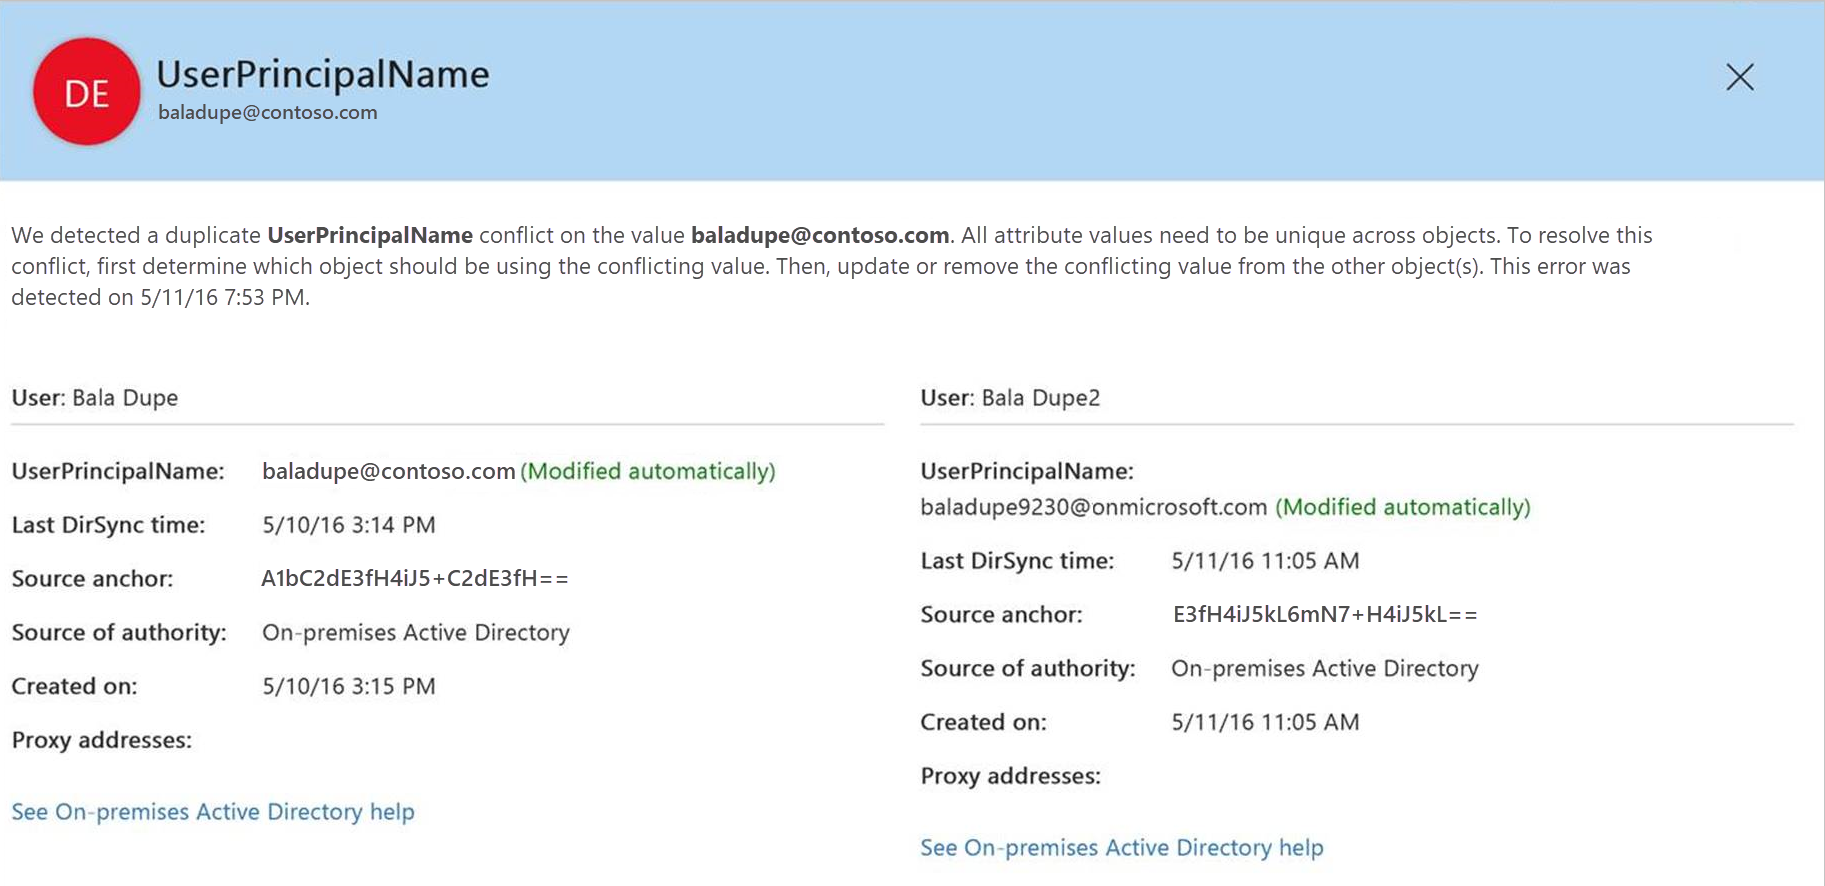 DE
UserPrincipalName
baladupe@contoso.com
We detected a duplicate UserPrincipalName conflict on the value baladupe@contoso.com. All attribute values need to be unique across objects. To resolve this
conflict, first determine which object should be using the conflicting value. Then, update or remove the conflicting value from the other object(s). This error was
detected on 5/11/16 7:53 PM.
User: Bala Dupe
UserPrincipalName: baladupe@contoso.com (Modified automatically)
Last DirSync time: 5/10/16 3:14 PM
Source anchor: A1bC2dE3fH4iJ5+C2dE3fH==
Source of authority: On-premises Active Directory
Created on: 5/10/16 3:15 PM
Proxy addresses:
See On-premises Active Directory help
User: Bala Dupe2
UserPrincipalName:
baladupe9230@onmicrosoft.com (Modified automatically)
Last DirSync time: 5/11/16 11:05 AM
Source anchor: E3fH4iJ5kL6mN7+H4iJ5kL==
Source of authority: On-premises Active Directory
Created on: 5/11/16 11:05 AM
Proxy addresses:
See On-premises Active Directory help